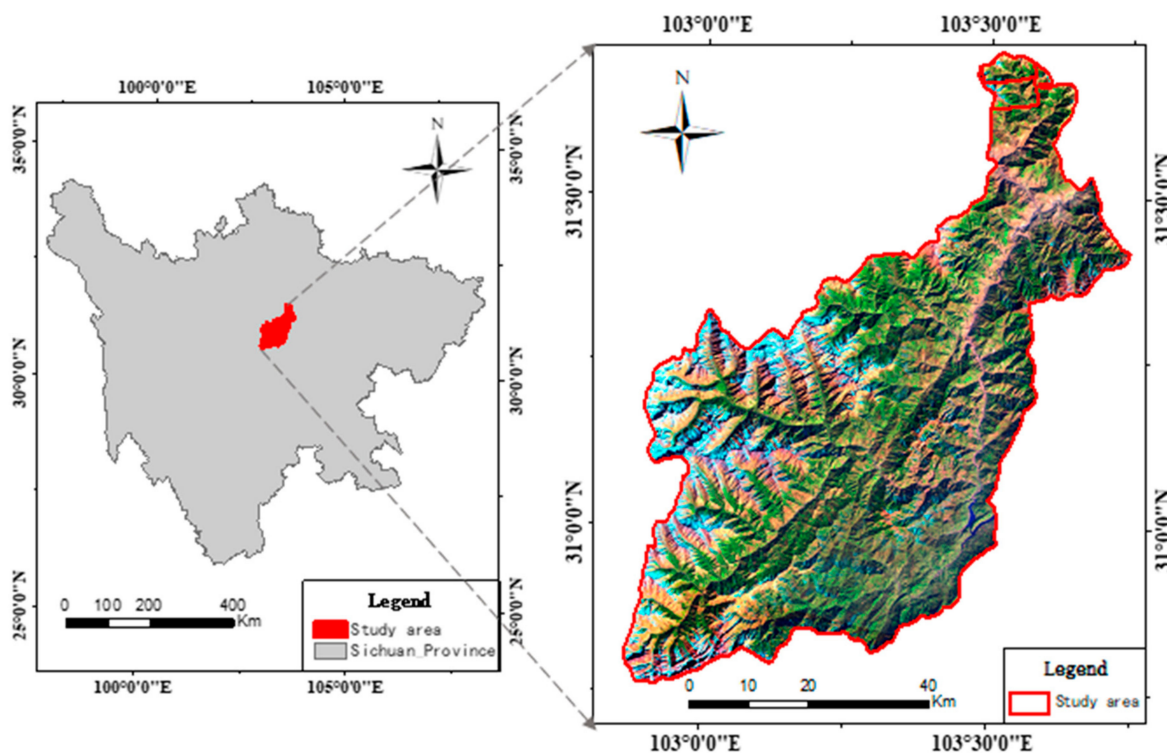 100°0'0"E 105°0'0"E
35°0'0"N
35°0'0"N
N
30°0'0"N
30°0'0"N
25°0'0"N
25°0'0"N
0 100 200 400
Km
Legend
Study area
Sichuan_Province
100°0'0"E 105°0'0"E
103°0'0"E 103°30'0"E
N
31°30'0"N
31°30'0"N
31°0'0"N
31°0'0"N
0 10 20 40
Km
Legend
Study area
103°0'0"E 103°30'0"E